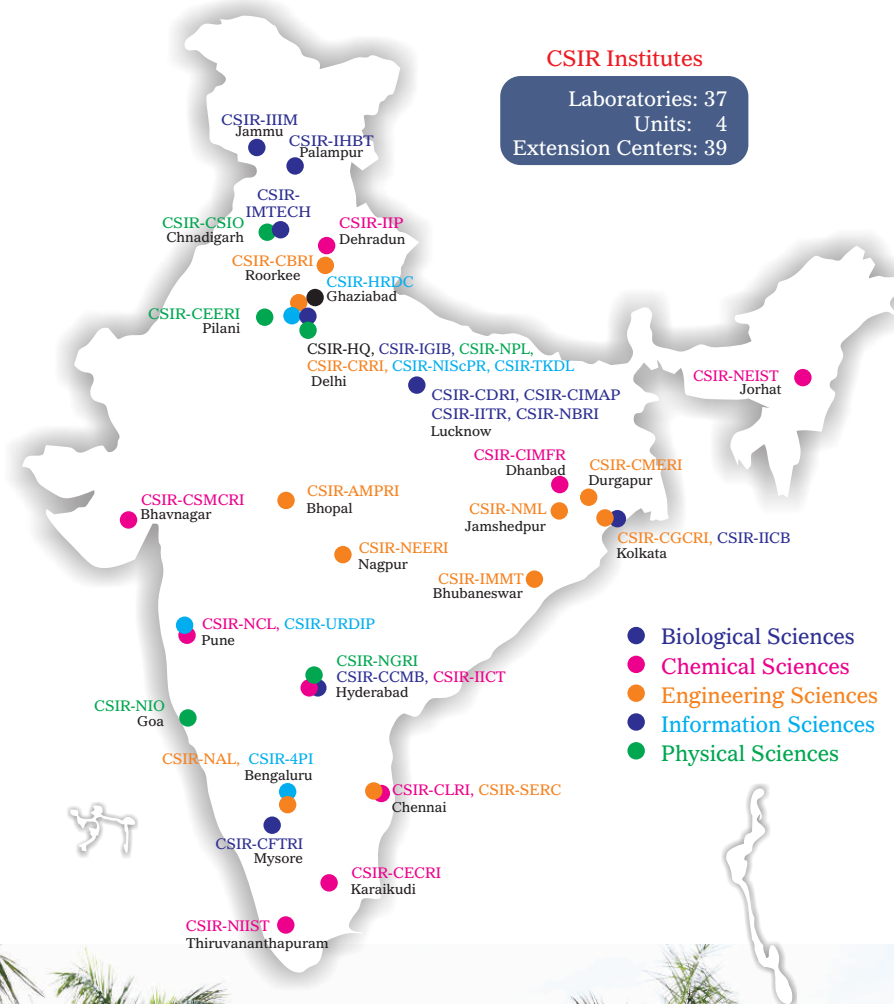 CSIR Institutes
Laboratories: 37
Units: 4
Extension Centers: 39
CSIR-IIIM
Jammu
CSIR-IHBT
Palampur
CSIR-
IMTECH
CSIR-CSIO
Chnadigarh
CSIR-IIP
Dehradun
CSIR-CBRI
Roorkee
CSIR-HRDC
Ghaziabad
CSIR-CEERI
Pilani
CSIR-HQ, CSIR-IGIB, CSIR-NPL,
CSIR-CRRI, CSIR-NIScPR, CSIR-TKDL
Delhi
CSIR-CDRI, CSIR-CIMAP
CSIR-IITR, CSIR-NBRI
Lucknow
CSIR-NEIST
Jorhat
CSIR-CIMFR
Dhanbad
CSIR-CMERI
Durgapur
CSIR-CSMCRI
Bhavnagar
CSIR-AMPRI
Bhopal
CSIR-NML
Jamshedpur
CSIR-CGCRI, CSIR-IICB
Kolkata
CSIR-NEERI
Nagpur
CSIR-IMMT
Bhubaneswar
CSIR-NCL, CSIR-URDIP
Pune
Biological Sciences
Chemical Sciences
Engineering Sciences
Information Sciences
Physical Sciences
CSIR-NGRI
CSIR-CCMB, CSIR-IICT
Hyderabad
CSIR-NIO
Goa
CSIR-NAL, CSIR-4PI
Bengaluru
CSIR-CLRI, CSIR-SERC
Chennai
CSIR-CFTRI
Mysore
CSIR-CECRI
Karaikudi
CSIR-NIIST
Thiruvananthapuram